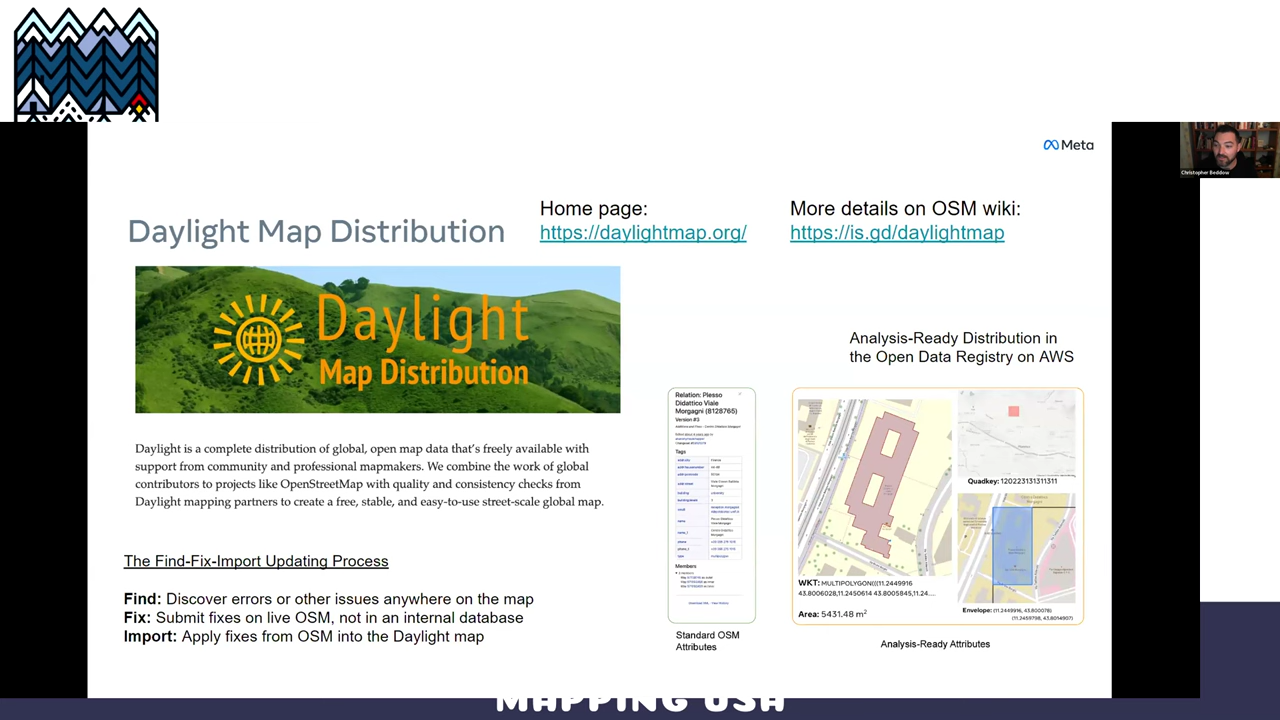 Meta
Christopher Beddow
Daylight Map Distribution
Home page:
https://daylightmap.org/
More details on OSM wiki:
https://is.gd/daylightmap
Daylight
Map Distribution
Analysis-Ready Distribution in
the Open Data Registry on AWS
Daylight is a complete distribution of global, open map data that's freely available with
support from community and professional mapmakers. We combine the work of global
contributors to projects like OpenStreetMap with quality and consistency checks from
Daylight mapping partners to create a free, stable, and easy-to-use street-scale global map.
The Find-Fix-Import Updating Process
Find: Discover errors or other issues anywhere on the map
Fix: Submit fixes on live OSM, not in an internal database
Import: Apply fixes from OSM into the Daylight map
Relation: Plesso
Didattico Viale
Morgagni (8128765)
Version #3
Tags
Members
Standard OSM
Attributes
WKT: MULTIPOLYGON(((11.2449916
43.8006028,11.2450614 43.8005845,11.24....
Area: 5431.48 m²
Quadkey: 120223131311311
Envelope: (11.2449916, 43.800078)
(11.2459798, 43.8014907)
Analysis-Ready Attributes
MAPPING USA